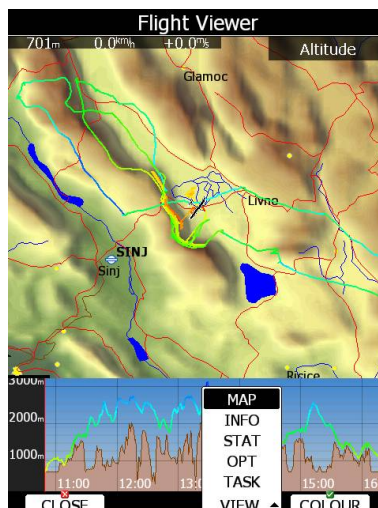 Flight Viewer
701m 0.0km/h +0.0m/s Altitude
Glamoc
Livno
SINJ
Sinj
3000m
2000m
1000m
11:00 12:00 15:00
MAP
INFO
STAT
OPT
TASK
CLOSE VIEW COLOUR